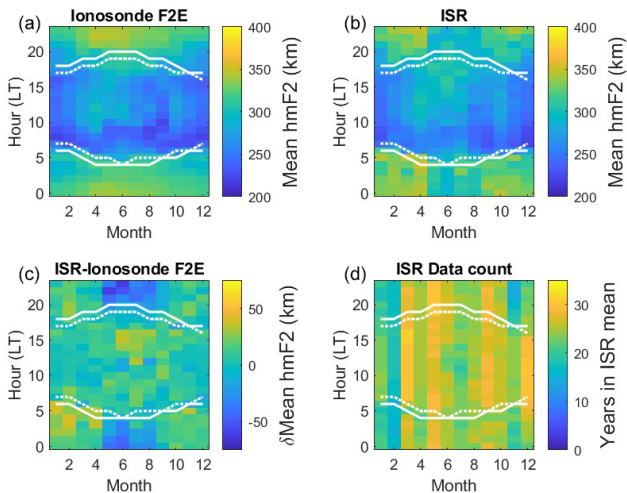 (a) Ionosonde F2E
20
15
10
5
0
2 4 6 8 10 12
Month
Hour (LT)
400
350
300
250
200
Mean hmF2 (km)
(b) ISR
20
15
10
5
0
2 4 6 8 10 12
Month
Hour (LT)
400
350
300
250
200
Mean hmF2 (km)
(c) ISR-Ionosonde F2E
20
15
10
5
0
2 4 6 8 10 12
Month
Hour (LT)
50
0
-50
δMean hmF2 (km)
(d) ISR Data count
20
15
10
5
0
2 4 6 8 10 12
Month
Hour (LT)
30
20
10
0
Years in ISR mean